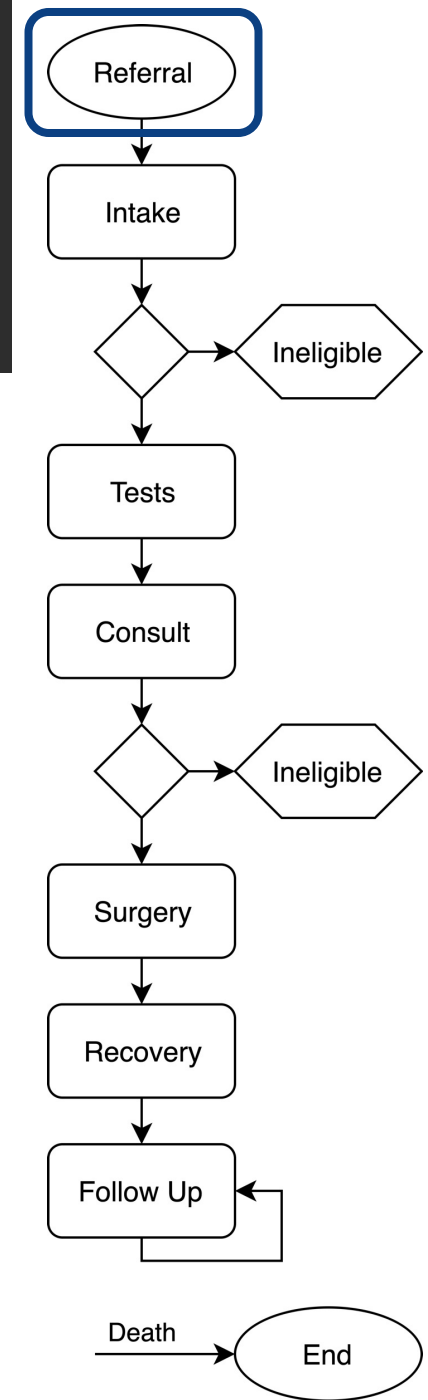 Referral
Intake
Ineligible
Tests
Consult
Ineligible
Surgery
Recovery
Follow Up
Death
End